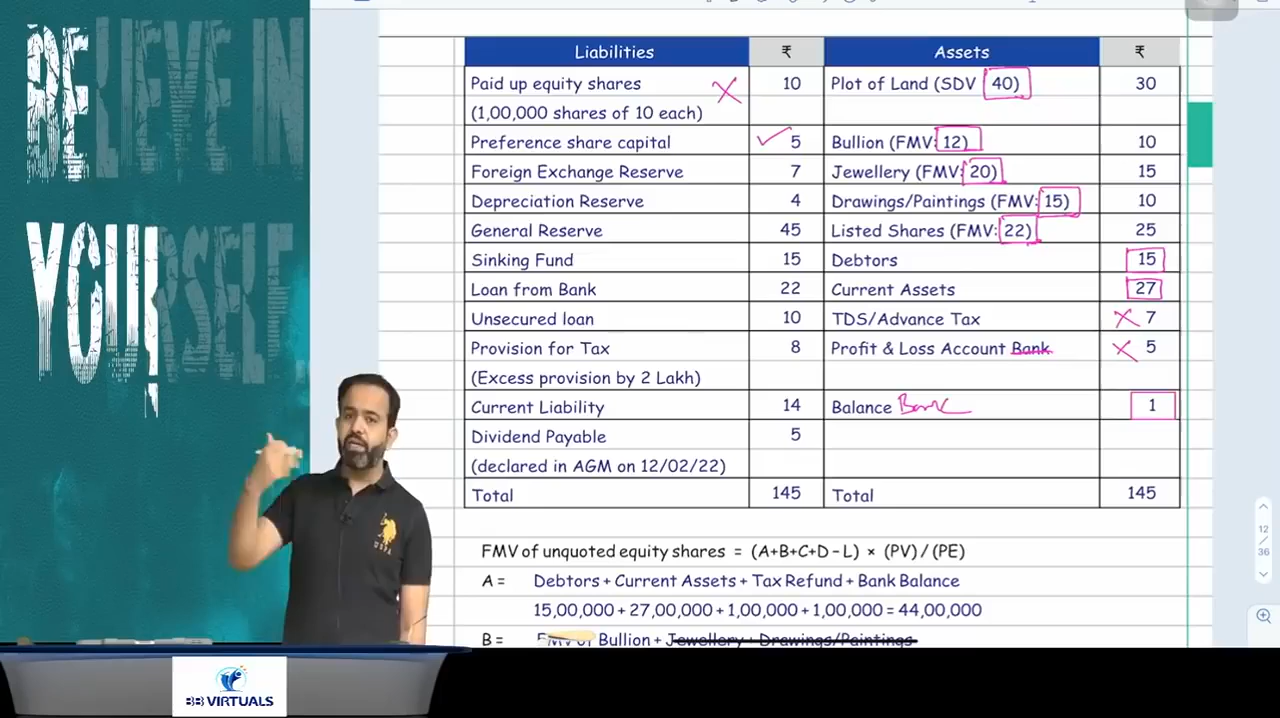 BELIEVE IN
YOURSELF
Liabilities ₹ Assets ₹
Paid up equity shares 10 Plot of Land (SDV 40) 30
(1,00,000 shares of 10 each)
Preference share capital 5 Bullion (FMV: 12) 10
Foreign Exchange Reserve 7 Jewellery (FMV: 20) 15
Depreciation Reserve 4 Drawings/Paintings (FMV: 15) 10
General Reserve 45 Listed Shares (FMV: 22) 25
Sinking Fund 15 Debtors 15
Loan from Bank 22 Current Assets 27
Unsecured loan 10 TDS/Advance Tax 7
Provision for Tax 8 Profit & Loss Account Bank 5
(Excess provision by 2 Lakh)
Current Liability 14 Balance Bank 1
Dividend Payable 5
(declared in AGM on 12/02/22)
Total 145 Total 145
FMV of unquoted equity shares = (A+B+C+D-L) × (PV)/(PE)
A = Debtors + Current Assets + Tax Refund + Bank Balance
15,00,000 + 27,00,000 + 1,00,000 + 1,00,000 = 44,00,000
B = FMV of Bullion + Jewellery + Drawings/Paintings
12
/
36
USPA
BB VIRTUALS